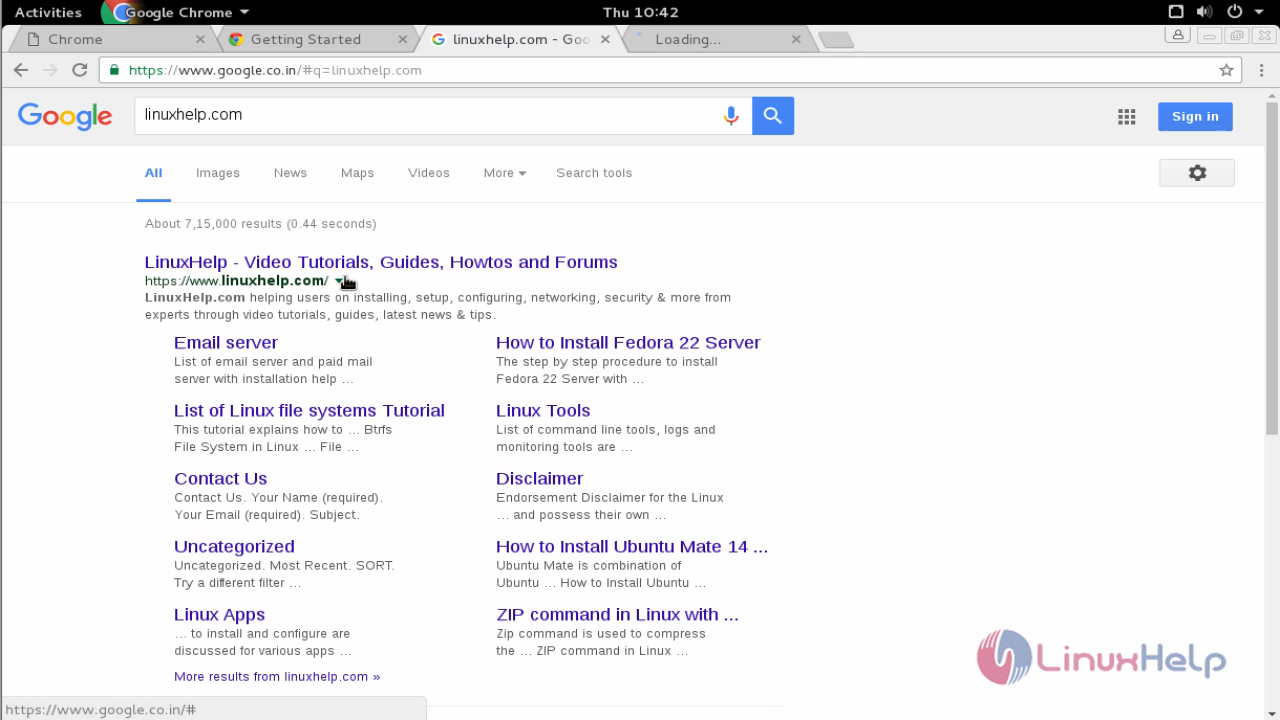 Activities
Google Chrome
Thu 10:42
Chrome
Getting Started
linuxhelp.com - Goo
Loading...
https://www.google.co.in/#q=linuxhelp.com
Google
linuxhelp.com
Sign in
All
Images
News
Maps
Videos
More
Search tools
About 7,15,000 results (0.44 seconds)
LinuxHelp - Video Tutorials, Guides, Howtos and Forums
https://www.linuxhelp.com/
LinuxHelp.com helping users on installing, setup, configuring, networking, security & more from
experts through video tutorials, guides, latest news & tips.
Email server
List of email server and paid mail
server with installation help ...
How to Install Fedora 22 Server
The step by step procedure to install
Fedora 22 Server with ...
List of Linux file systems Tutorial
This tutorial explains how to ... Btrfs
File System in Linux ... File ...
Linux Tools
List of command line tools, logs and
monitoring tools are ...
Contact Us
Contact Us. Your Name (required).
Your Email (required). Subject.
Disclaimer
Endorsement Disclaimer for the Linux
... and possess their own ...
Uncategorized
Uncategorized. Most Recent. SORT.
Try a different filter ...
How to Install Ubuntu Mate 14 ...
Ubuntu Mate is combination of
Ubuntu ... How to Install Ubuntu ...
Linux Apps
... to install and configure are
discussed for various apps ...
ZIP command in Linux with ...
Zip command is used to compress
the ... ZIP command in Linux ...
More results from linuxhelp.com »
LinuxHelp
https://www.google.co.in/#